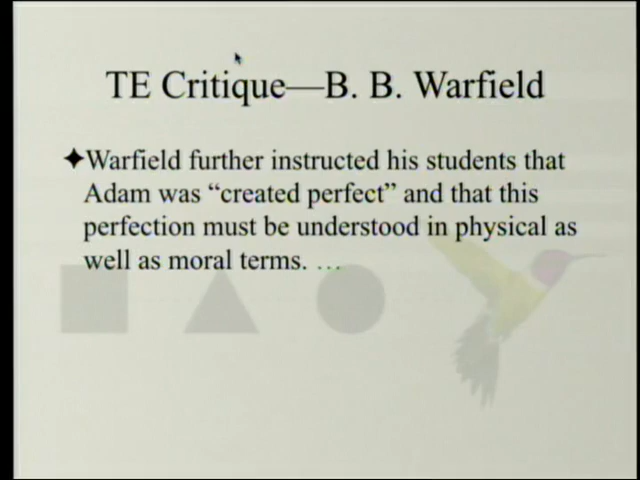 TE Critique—B. B. Warfield
Warfield further instructed his students that
Adam was “created perfect” and that this
perfection must be understood in physical as
well as moral terms. …